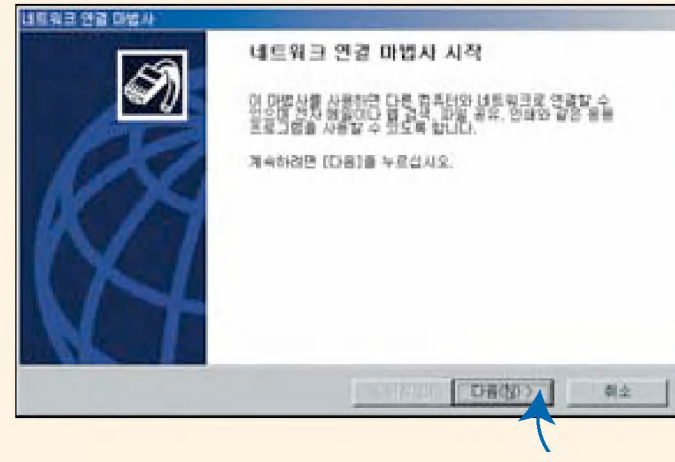 네트워크 연결 마법사
네트워크 연결 마법사 시작
이 마법사를 사용하면 다른 컴퓨터와 네트워크로 연결할 수
있으며 전자 메일이나 웹 검색, 파일 공유, 인쇄와 같은 응용
프로그램을 사용할 수 있도록 합니다.
계속하려면 [다음]을 누르십시오.
다음(N) >
취소